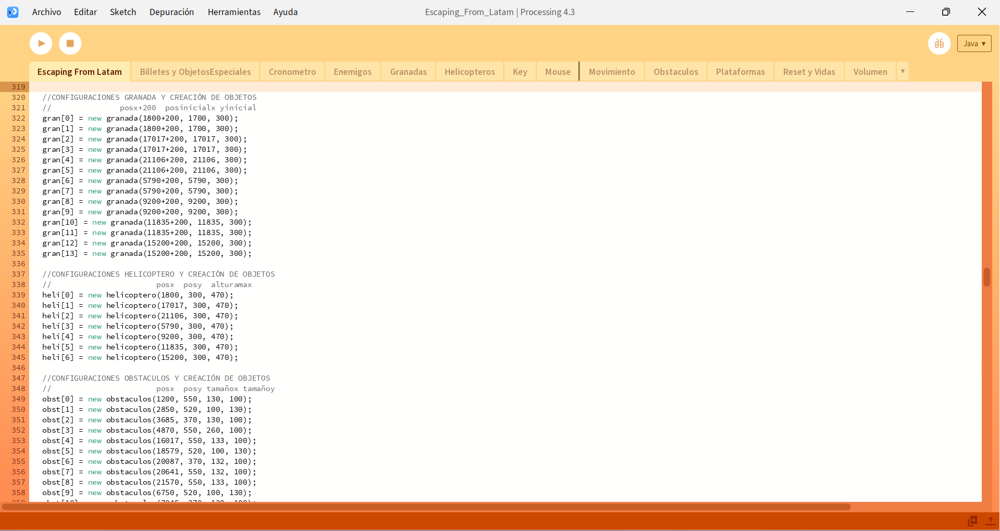 Archivo Editar Sketch Depuración Herramientas Ayuda Escaping_From_Latam | Processing 4.3
Java ▾
Escaping From Latam Billetes y ObjetosEspeciales Cronometro Enemigos Granadas Helicopteros Key Mouse Movimiento Obstaculos Plataformas Reset y Vidas Volumen ▾
319
320 //CONFIGURACIONES GRANADA Y CREACIÓN DE OBJETOS
321 // posx+200 posinicialx yinicial
322 gran[0] = new granada(1800+200, 1700, 300);
323 gran[1] = new granada(1800+200, 1700, 300);
324 gran[2] = new granada(17017+200, 17017, 300);
325 gran[3] = new granada(17017+200, 17017, 300);
326 gran[4] = new granada(21106+200, 21106, 300);
327 gran[5] = new granada(21106+200, 21106, 300);
328 gran[6] = new granada(5790+200, 5790, 300);
329 gran[7] = new granada(5790+200, 5790, 300);
330 gran[8] = new granada(9200+200, 9200, 300);
331 gran[9] = new granada(9200+200, 9200, 300);
332 gran[10] = new granada(11835+200, 11835, 300);
333 gran[11] = new granada(11835+200, 11835, 300);
334 gran[12] = new granada(15200+200, 15200, 300);
335 gran[13] = new granada(15200+200, 15200, 300);
336
337 //CONFIGURACIONES HELICOPTERO Y CREACIÓN DE OBJETOS
338 // posx posy alturamax
339 heli[0] = new helicoptero(1800, 300, 470);
340 heli[1] = new helicoptero(17017, 300, 470);
341 heli[2] = new helicoptero(21106, 300, 470);
342 heli[3] = new helicoptero(5790, 300, 470);
343 heli[4] = new helicoptero(9200, 300, 470);
344 heli[5] = new helicoptero(11835, 300, 470);
345 heli[6] = new helicoptero(15200, 300, 470);
346
347 //CONFIGURACIONES OBSTACULOS Y CREACIÓN DE OBJETOS
348 // posx posy tamañox tamañoy
349 obst[0] = new obstaculos(1200, 550, 130, 100);
350 obst[1] = new obstaculos(2850, 520, 100, 130);
351 obst[2] = new obstaculos(3685, 370, 130, 100);
352 obst[3] = new obstaculos(4870, 550, 260, 100);
353 obst[4] = new obstaculos(16017, 550, 133, 100);
354 obst[5] = new obstaculos(18579, 520, 100, 130);
355 obst[6] = new obstaculos(20087, 370, 132, 100);
356 obst[7] = new obstaculos(20641, 550, 132, 100);
357 obst[8] = new obstaculos(21570, 550, 133, 100);
358 obst[9] = new obstaculos(6750, 520, 100, 130);